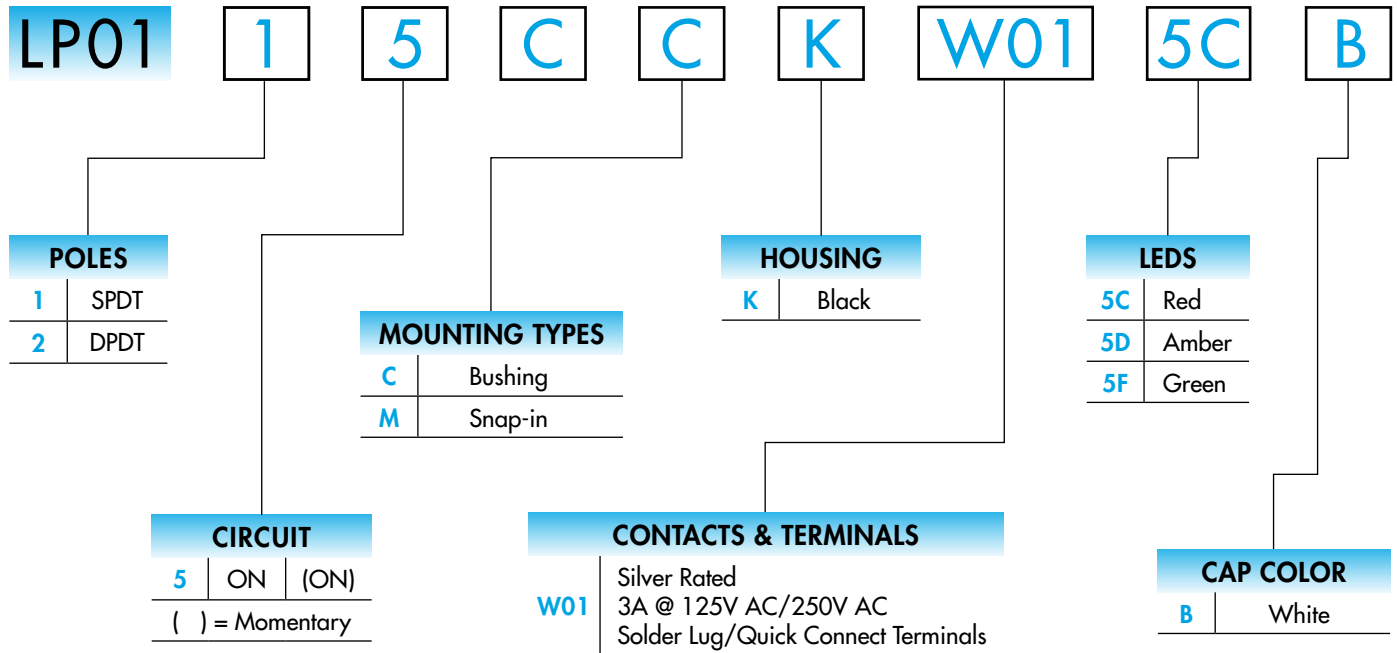 LP01 1 5 C C K W01 5C B
POLES
1 SPDT
2 DPDT
HOUSING
K Black
LEDS
5C Red
5D Amber
5F Green
MOUNTING TYPES
C Bushing
M Snap-in
CIRCUIT
5 ON (ON)
( ) = Momentary
CONTACTS & TERMINALS
W01
Silver Rated
3A @ 125V AC/250V AC
Solder Lug/Quick Connect Terminals
CAP COLOR
B White